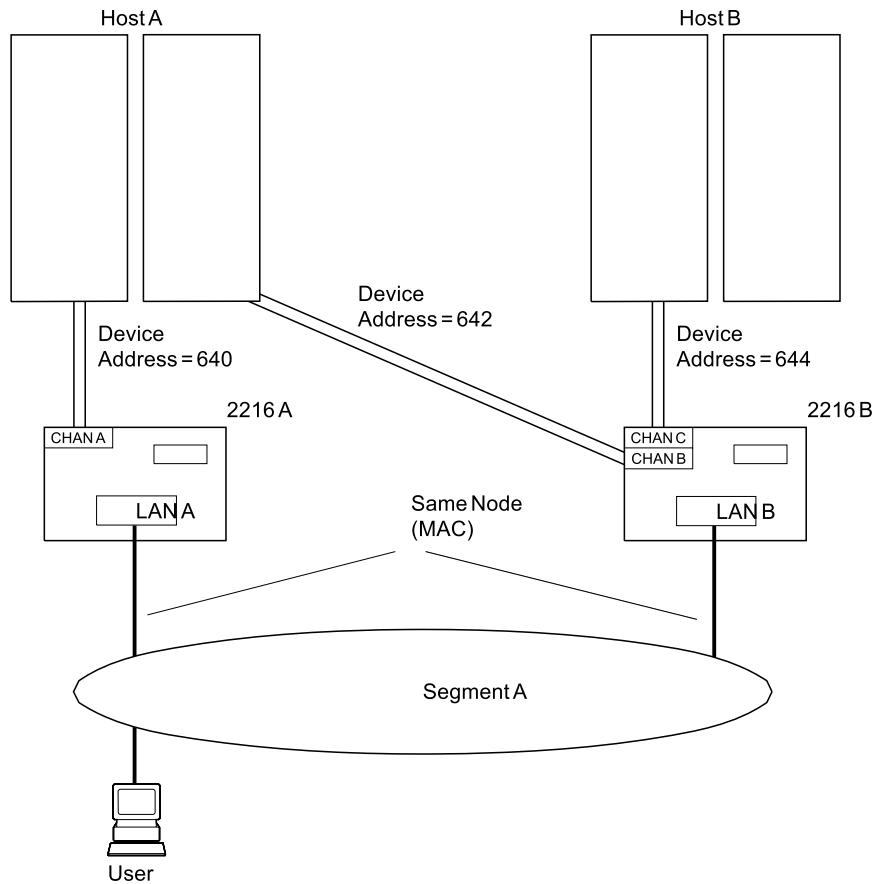 Host A
Host B
Device
Address = 642
Device
Address = 640
Device
Address = 644
2216 A
2216 B
CHAN A
CHAN C
CHAN B
LAN A
Same Node
(MAC)
LAN B
Segment A
User